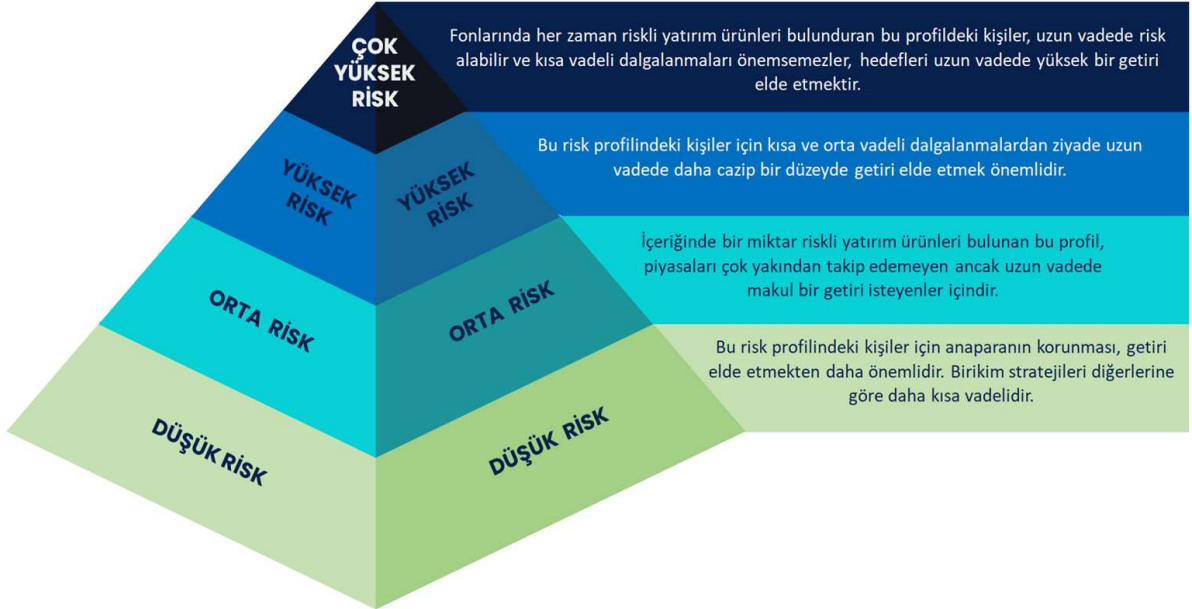 ÇOK
YÜKSEK
RİSK
Fonlarında her zaman riskli yatırım ürünleri bulunduran bu profildeki kişiler, uzun vadede risk
alabilir ve kısa vadeli dalgalanmaları önemsemezler, hedefleri uzun vadede yüksek bir getiri
elde etmektir.
YÜKSEK
RİSK
YÜKSEK
RİSK
Bu risk profilindeki kişiler için kısa ve orta vadeli dalgalanmalardan ziyade uzun
vadede daha cazip bir düzeyde getiri elde etmek önemlidir.
ORTA RİSK
ORTA RİSK
İçeriğinde bir miktar riskli yatırım ürünleri bulunan bu profil,
piyasaları çok yakından takip edemeyen ancak uzun vadede
makul bir getiri isteyenler içindir.
DÜŞÜK RİSK
DÜŞÜK RİSK
Bu risk profilindeki kişiler için anaparanın korunması, getiri
elde etmekten daha önemlidir. Birikim stratejileri diğerlerine
göre daha kısa vadelidir.